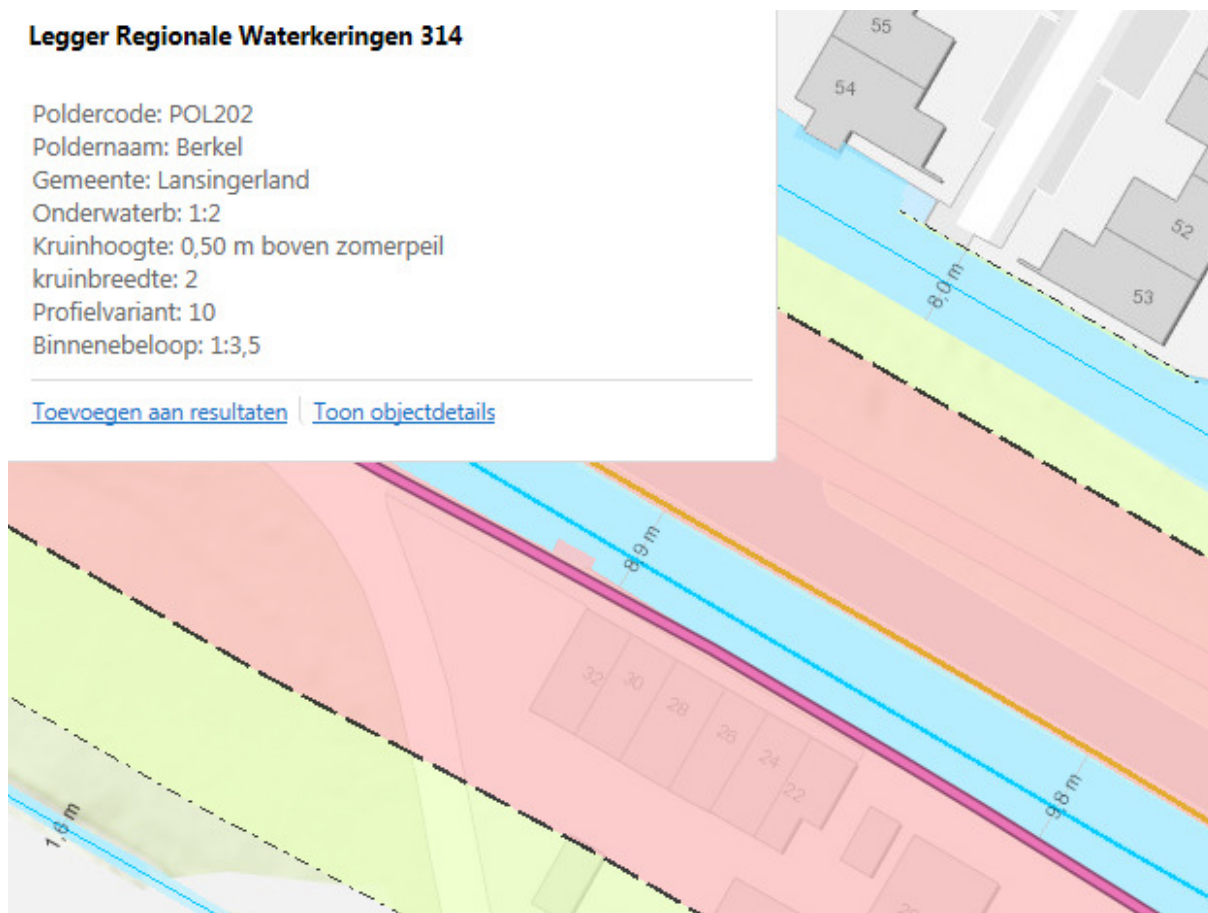 Legger Regionale Waterkeringen 314
Poldercode: POL202
Poldernaam: Berkel
Gemeente: Lansingerland
Onderwaterb: 1:2
Kruinhoogte: 0,50 m boven zomerpeil
kruinbreedte: 2
Profielvariant: 10
Binnenebeloop: 1:3,5
Toevoegen aan resultaten Toon objectdetails
55
54
52
53
8,0 m
8,9 m
32
30
28
26
24
22
9,8 m
1,6 m